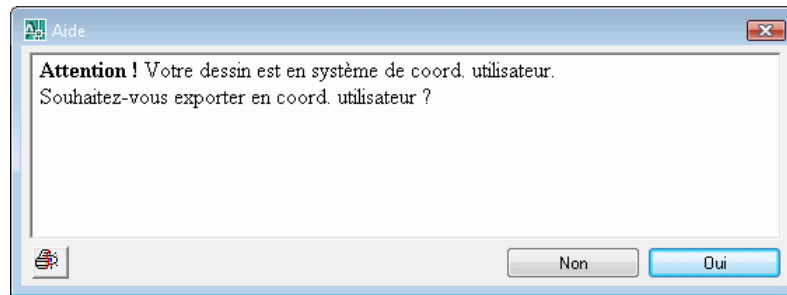 Aide
Attention ! Votre dessin est en système de coord. utilisateur.
Souhaitez-vous exporter en coord. utilisateur ?
Non
Oui